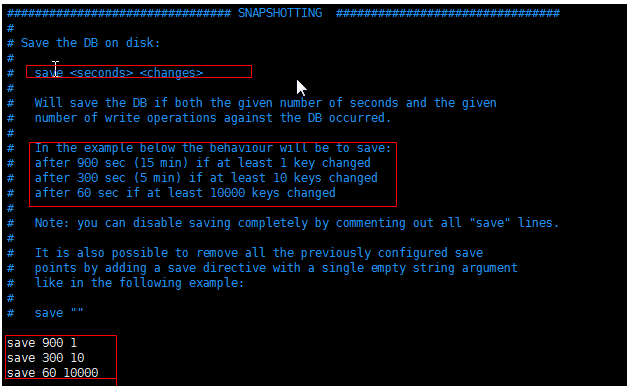 ############################### SNAPSHOTTING  ###############################
#
# Save the DB on disk:
#
#   save <seconds> <changes>
#
#   Will save the DB if both the given number of seconds and the given
#   number of write operations against the DB occurred.
#
#   In the example below the behaviour will be to save:
#   after 900 sec (15 min) if at least 1 key changed
#   after 300 sec (5 min) if at least 10 keys changed
#   after 60 sec if at least 10000 keys changed
#
#   Note: you can disable saving completely by commenting out all "save" lines.
#
#   It is also possible to remove all the previously configured save
#   points by adding a save directive with a single empty string argument
#   like in the following example:
#
#   save ""
save 900 1
save 300 10
save 60 10000